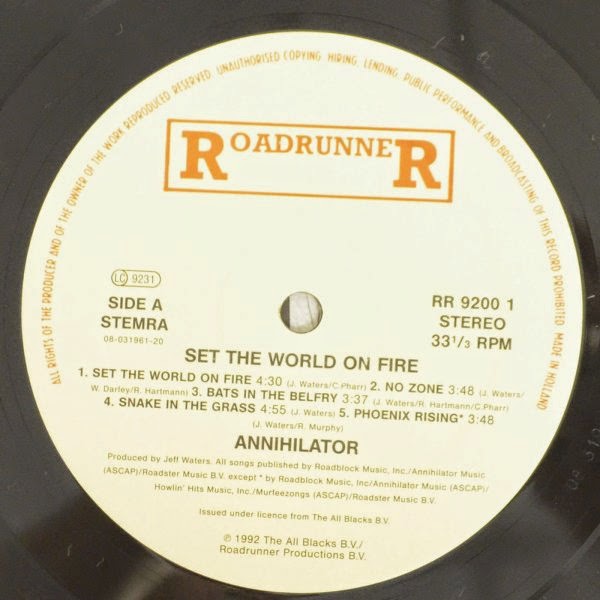 ALL RIGHTS OF THE PRODUCER AND OF THE OWNER OF THE WORK REPRODUCED RESERVED. UNAUTHORISED COPYING, HIRING, LENDING, PUBLIC PERFORMANCE AND BROADCASTING OF THIS RECORD PROHIBITED. MADE IN HOLLAND
ROADRUNNER
LC 9231
SIDE A
STEMRA
08-031961-20
RR 9200 1
STEREO
33 1/3 RPM
SET THE WORLD ON FIRE
1. SET THE WORLD ON FIRE 4:30 (J. Waters/C.Pharr) 2. NO ZONE 3:48 (J. Waters/
W. Darley/R. Hartmann) 3. BATS IN THE BELFRY 3:37 (J. Waters/R. Hartmann/C.Pharr)
4. SNAKE IN THE GRASS 4:55 (J. Waters) 5. PHOENIX RISING* 3:48
(J. Waters/R. Murphy)
ANNIHILATOR
Produced by Jeff Waters. All songs published by Roadblock Music, Inc./Annihilator Music
(ASCAP)/Roadster Music B.V. except * by Roadblock Music, Inc/Annihilator Music (ASCAP)/
Howlin' Hits Music, Inc./Murfeezongs (ASCAP)/Roadster Music B.V.
Issued under licence from The All Blacks B.V.
℗ 1992 The All Blacks B.V./
Roadrunner Productions B.V.